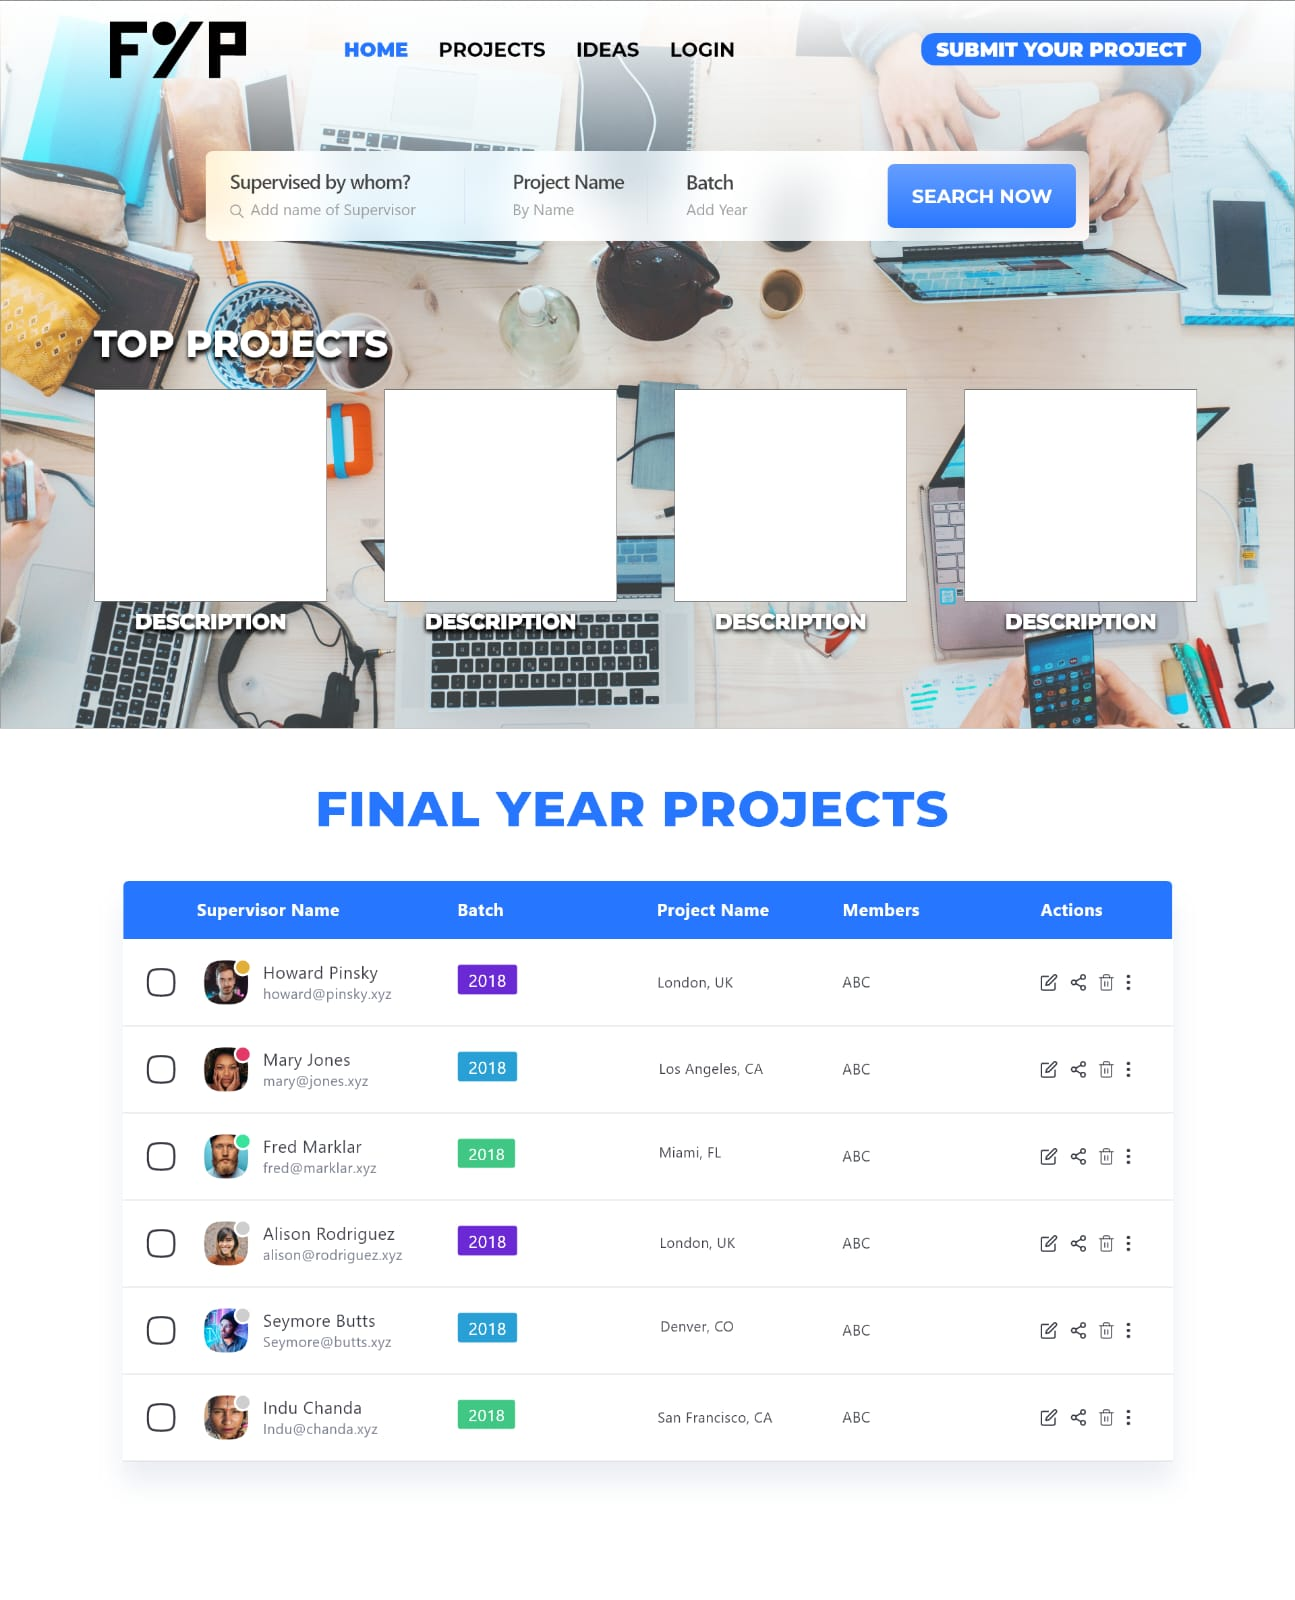 FYP
HOME PROJECTS IDEAS LOGIN SUBMIT YOUR PROJECT
Supervised by whom? Project Name Batch
Add name of Supervisor By Name Add Year
SEARCH NOW
TOP PROJECTS
DESCRIPTION DESCRIPTION DESCRIPTION DESCRIPTION
FINAL YEAR PROJECTS
Supervisor Name Batch Project Name Members Actions
Howard Pinsky 2018 London, UK ABC
howard@pinsky.xyz
Mary Jones 2018 Los Angeles, CA ABC
mary@jones.xyz
Fred Marklar 2018 Miami, FL ABC
fred@marklar.xyz
Alison Rodriguez 2018 London, UK ABC
alison@rodriguez.xyz
Seymore Butts 2018 Denver, CO ABC
Seymore@butts.xyz
Indu Chanda 2018 San Francisco, CA ABC
Indu@chanda.xyz